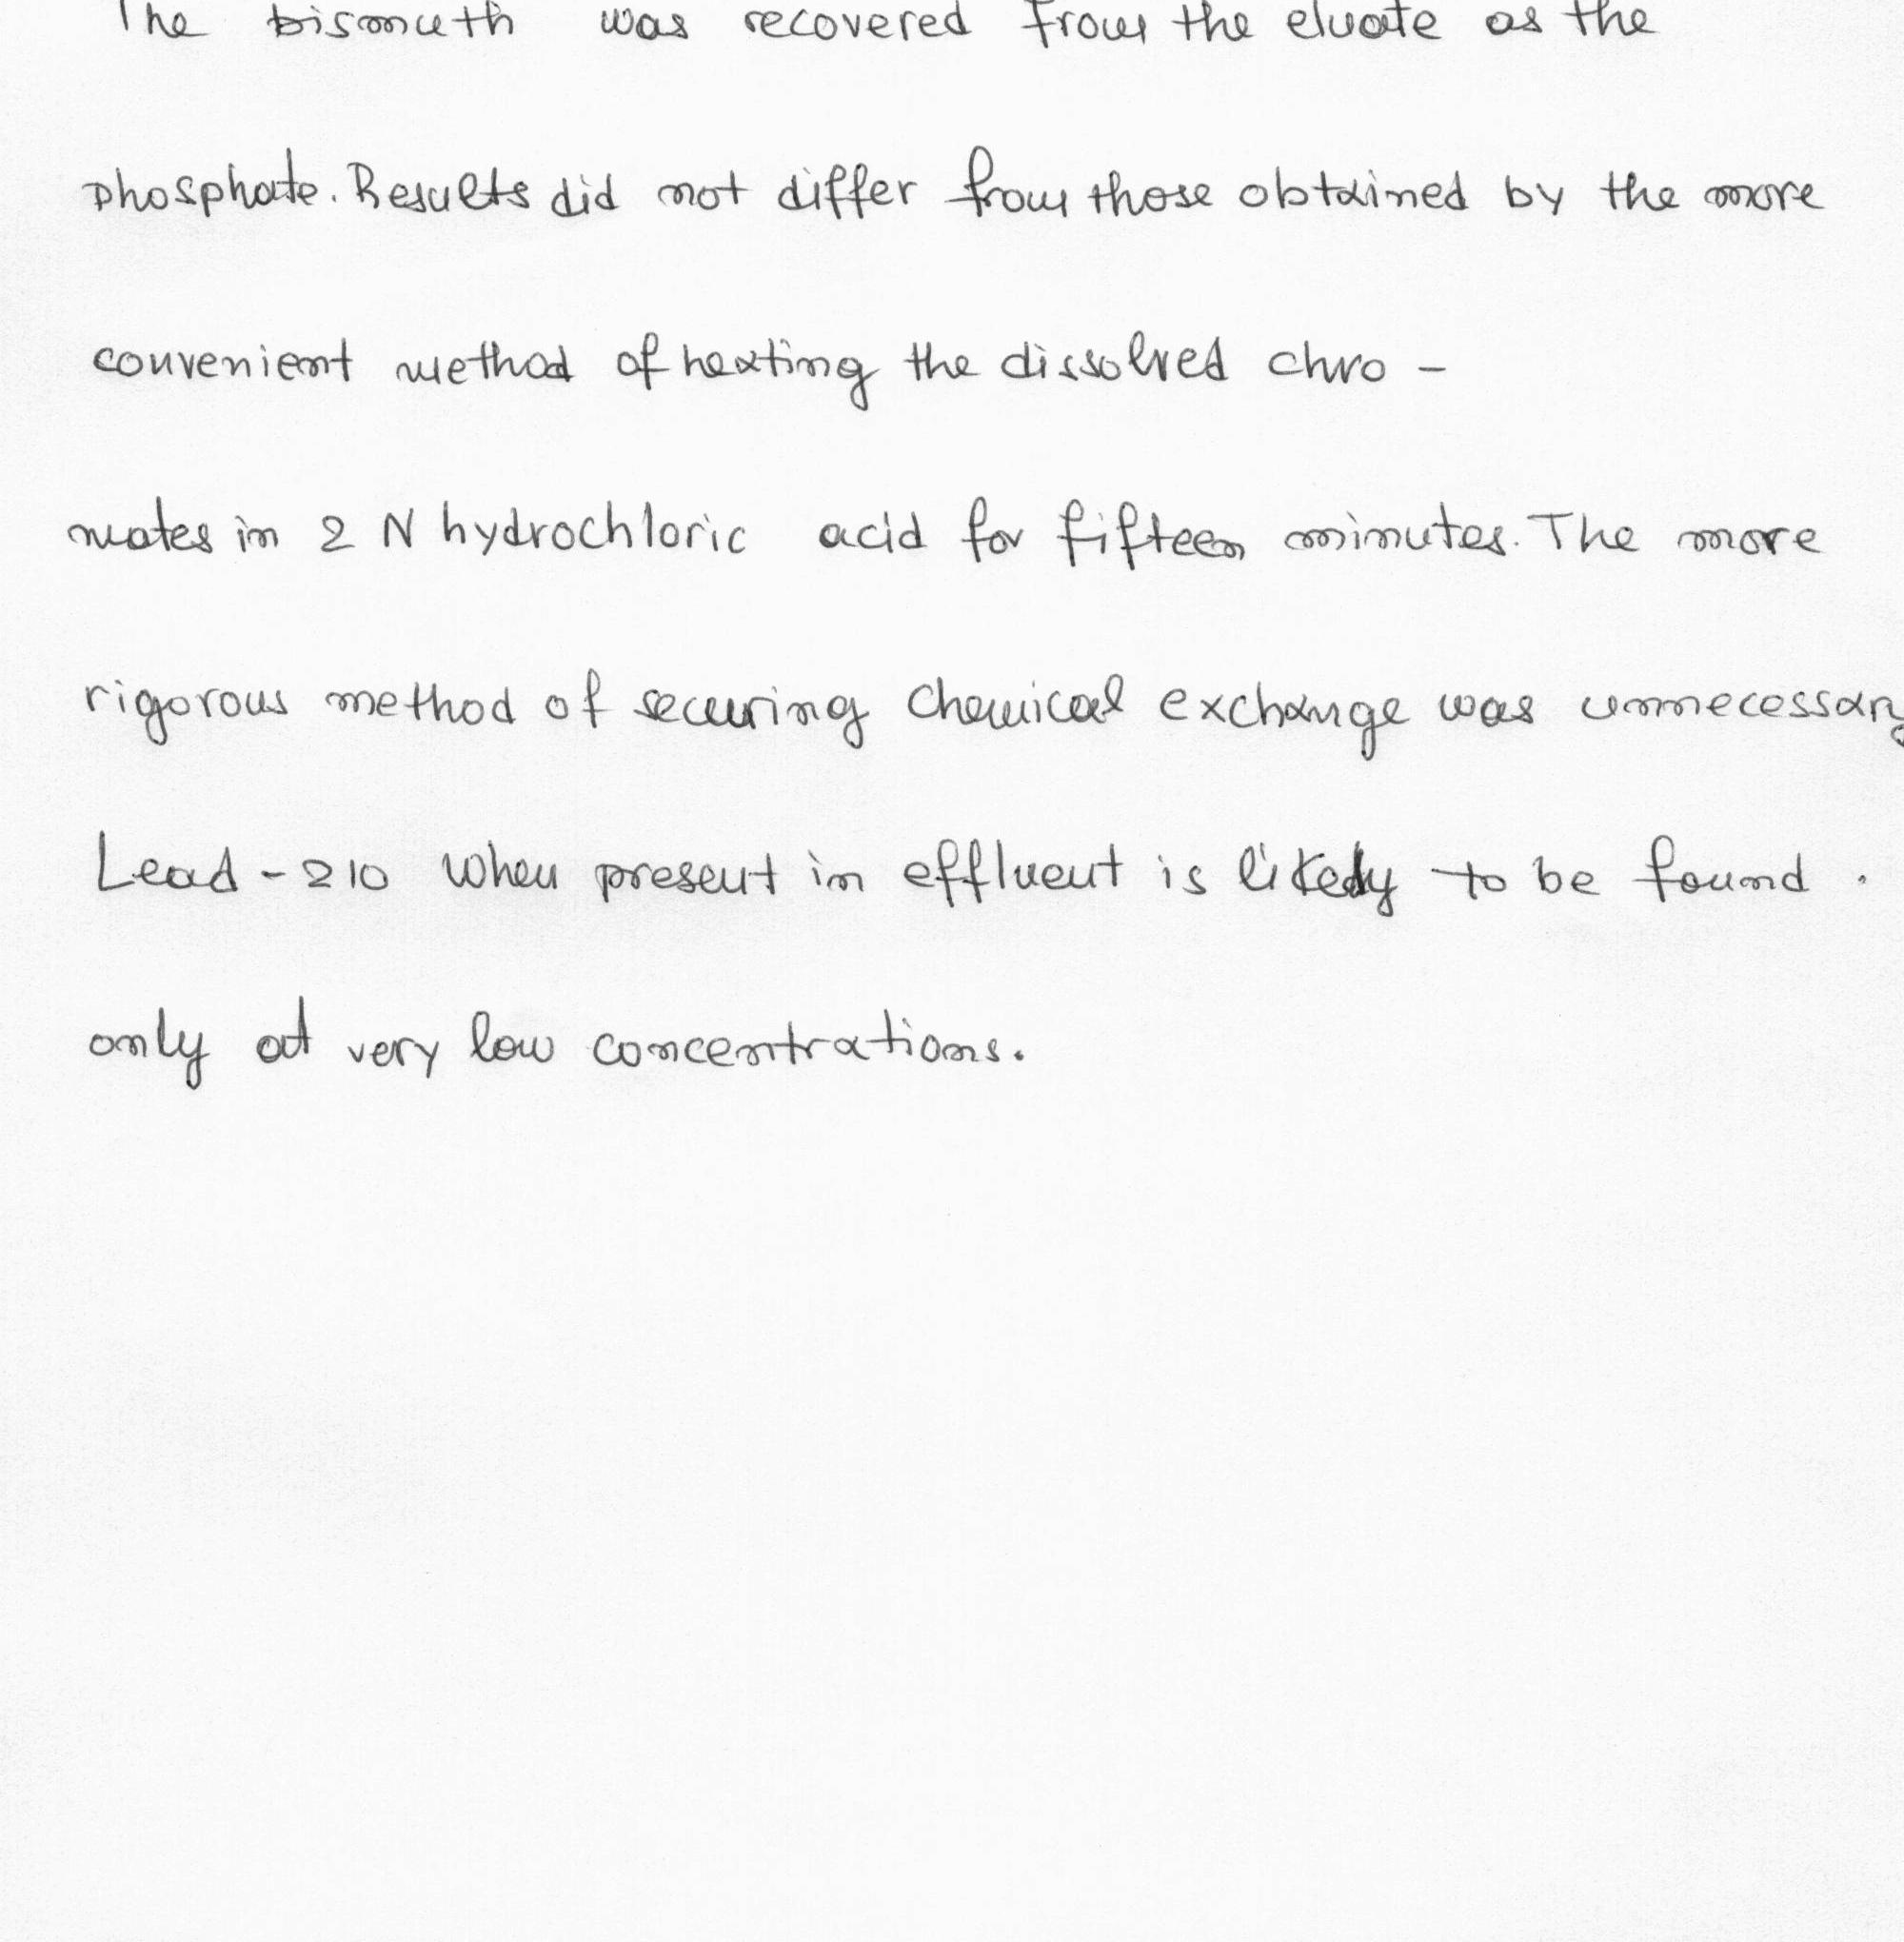 The bismuth was recovered from the eluate as the
phosphate. Results did not differ from those obtained by the more
convenient method of heating the dissolved chro -
mates in 2 N hydrochloric acid for fifteen minutes. The more
rigorous method of securing chemical exchange was unnecessary
Lead - 210 when present in effluent is likely to be found .
only at very low concentrations.